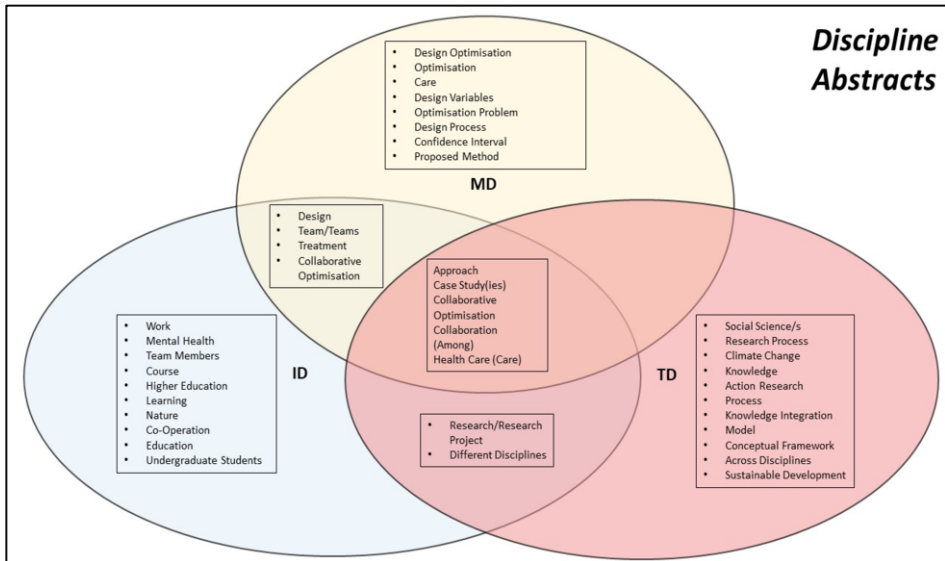 Discipline
Abstracts
• Design Optimisation
• Optimisation
• Care
• Design Variables
• Optimisation Problem
• Design Process
• Confidence Interval
• Proposed Method
MD
• Design
• Team/Teams
• Treatment
• Collaborative
Optimisation
Approach
Case Study(ies)
Collaborative
Optimisation
Collaboration
(Among)
Health Care (Care)
• Work
• Mental Health
• Team Members
• Course
• Higher Education
• Learning
• Nature
• Co-Operation
• Education
• Undergraduate Students
ID
TD
• Social Science/s
• Research Process
• Climate Change
• Knowledge
• Action Research
• Process
• Knowledge Integration
• Model
• Conceptual Framework
• Across Disciplines
• Sustainable Development
• Research/Research
Project
• Different Disciplines